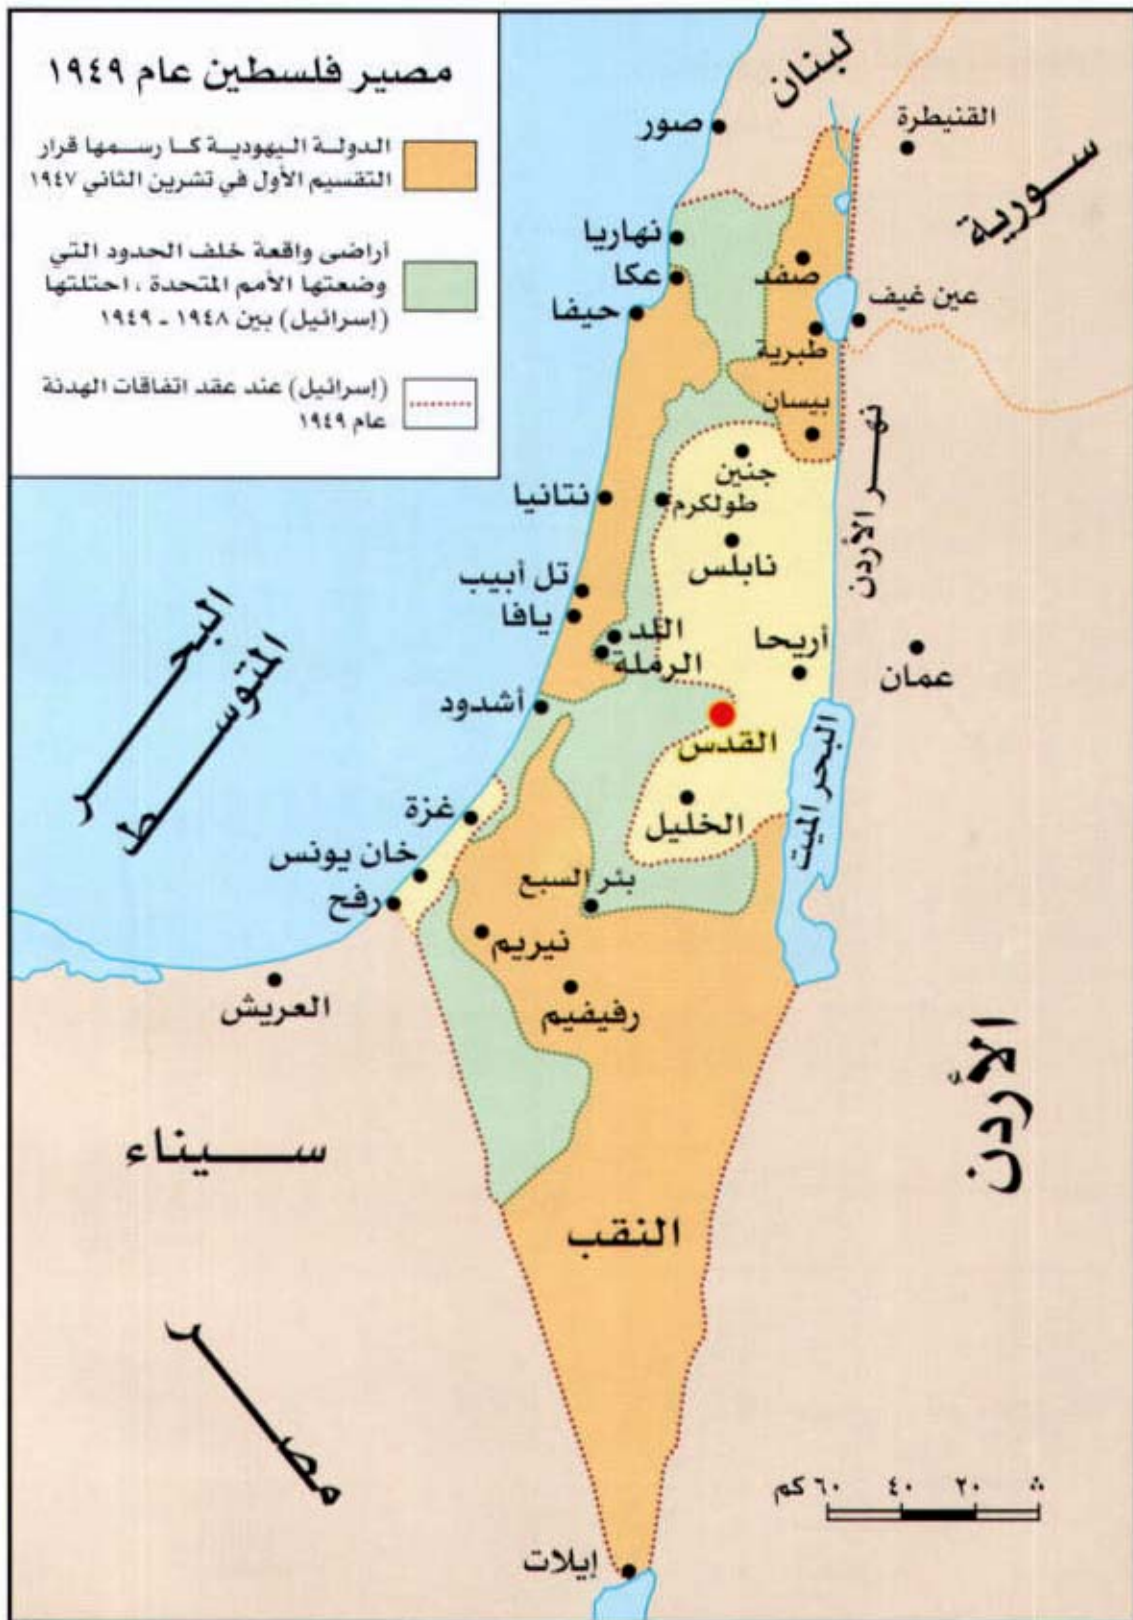 مصير فلسطين عام ١٩٤٩
الدولة اليهودية كا رسمها قرار
التقسيم الأول في تشرين الثاني ١٩٤٧
أراضى واقعة خلف الحدود التي
وضعتها الأمم المتحدة ، احتلتها
(إسرائيل) بين ١٩٤٨ - ١٩٤٩
(إسرائيل) عند عقد اتفاقات الهدنة
عام ١٩٤٩
لبنان
القنيطرة
صور
سورية
نهاريا
صفد
عكا
عين غيف
حيفا
طبرية
بيسان
نهر الأردن
جنين
نتانيا
طولكرم
نابلس
تل أبيب
يافا
اللد
أريحا
الرملة
عمان
البحر
المتوسط
أشدود
القدس
البحر الميت
غزة
الخليل
خان يونس
بئر السبع
رفح
نيريم
العريش
رفيفيم
الأردن
سيناء
النقب
مصر
٢٠ ٤٠ ٦٠ كم
إيلات